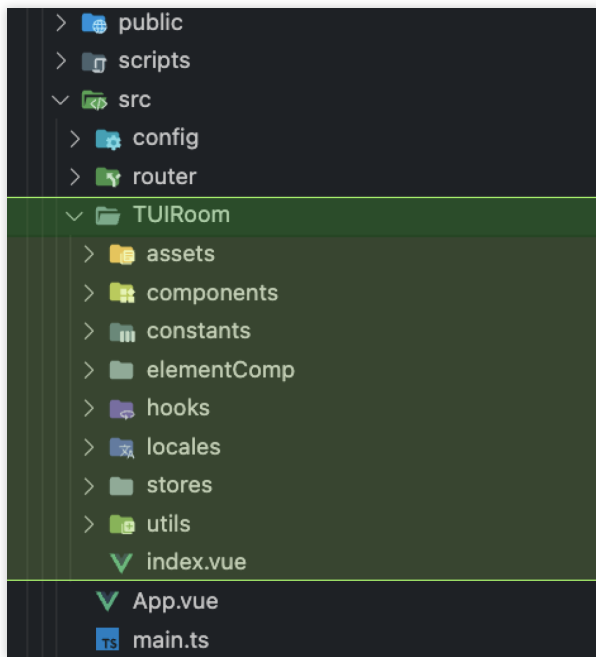 public
scripts
src
config
router
TUIRoom
assets
components
constants
elementComp
hooks
locales
stores
utils
index.vue
App.vue
TS main.ts